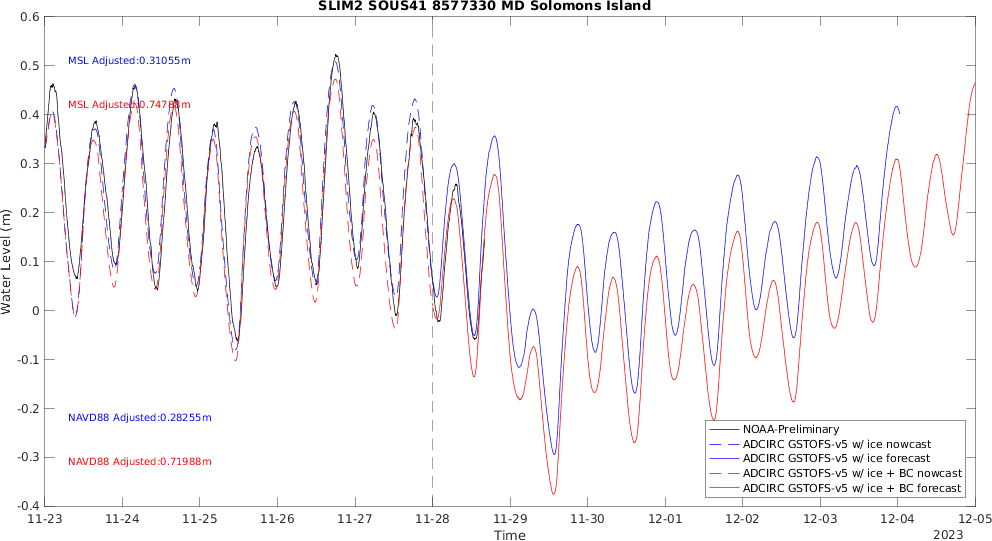 SLIM2 SOUS41 8577330 MD Solomons Island
0.6
0.5
0.4
0.3
0.2
0.1
0
-0.1
-0.2
-0.3
-0.4
Water Level (m)
MSL Adjusted:0.31055m
NAVD88 Adjusted:0.28255m
NAVD88 Adjusted:0.71988m
NOAA-Preliminary
ADCIRC GSTOFS-v5 w/ ice nowcast
ADCIRC GSTOFS-v5 w/ ice forecast
ADCIRC GSTOFS-v5 w/ ice + BC nowcast
ADCIRC GSTOFS-v5 w/ ice + BC forecast
11-23 11-24 11-25 11-26 11-27 11-28 11-29 11-30 12-01 12-02 12-03 12-04 12-05
Time
2023